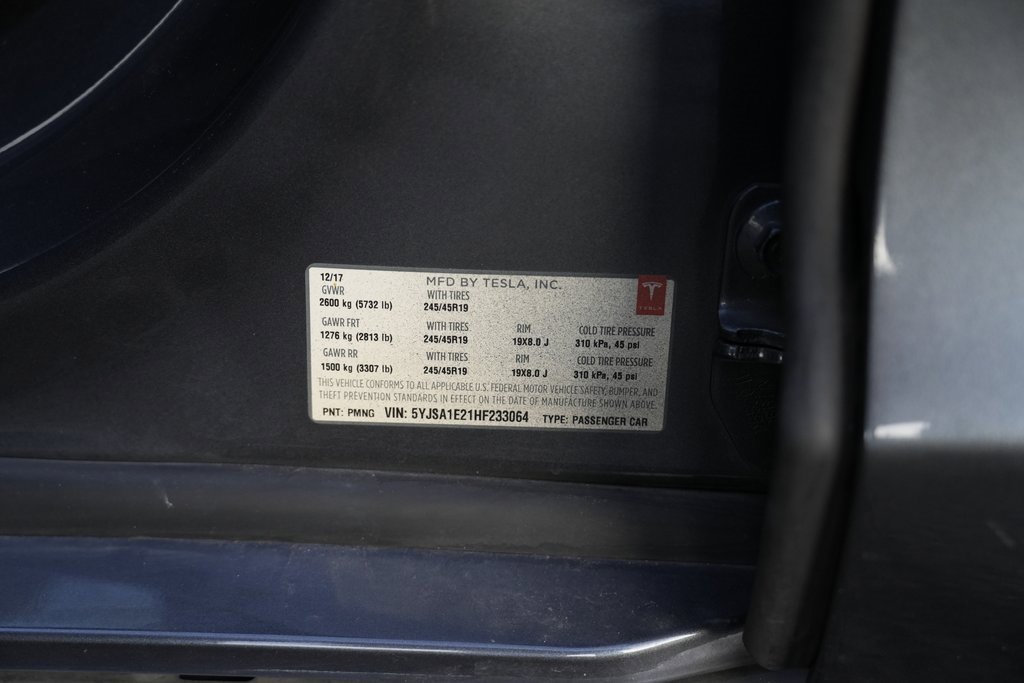 12/17 MFD BY TESLA, INC.
GVWR WITH TIRES
2600 kg (5732 lb) 245/45R19
TESLA
GAWR FRT WITH TIRES RIM COLD TIRE PRESSURE
1276 kg (2813 lb) 245/45R19 19X8.0 J 310 kPa, 45 psi
GAWR RR WITH TIRES RIM COLD TIRE PRESSURE
1500 kg (3307 lb) 245/45R19 19X8.0 J 310 kPa, 45 psi
THIS VEHICLE CONFORMS TO ALL APPLICABLE U.S. FEDERAL MOTOR VEHICLE SAFETY, BUMPER, AND
THEFT PREVENTION STANDARDS IN EFFECT ON THE DATE OF MANUFACTURE SHOWN ABOVE.
PNT: PMNG VIN: 5YJSA1E21HF233064 TYPE: PASSENGER CAR